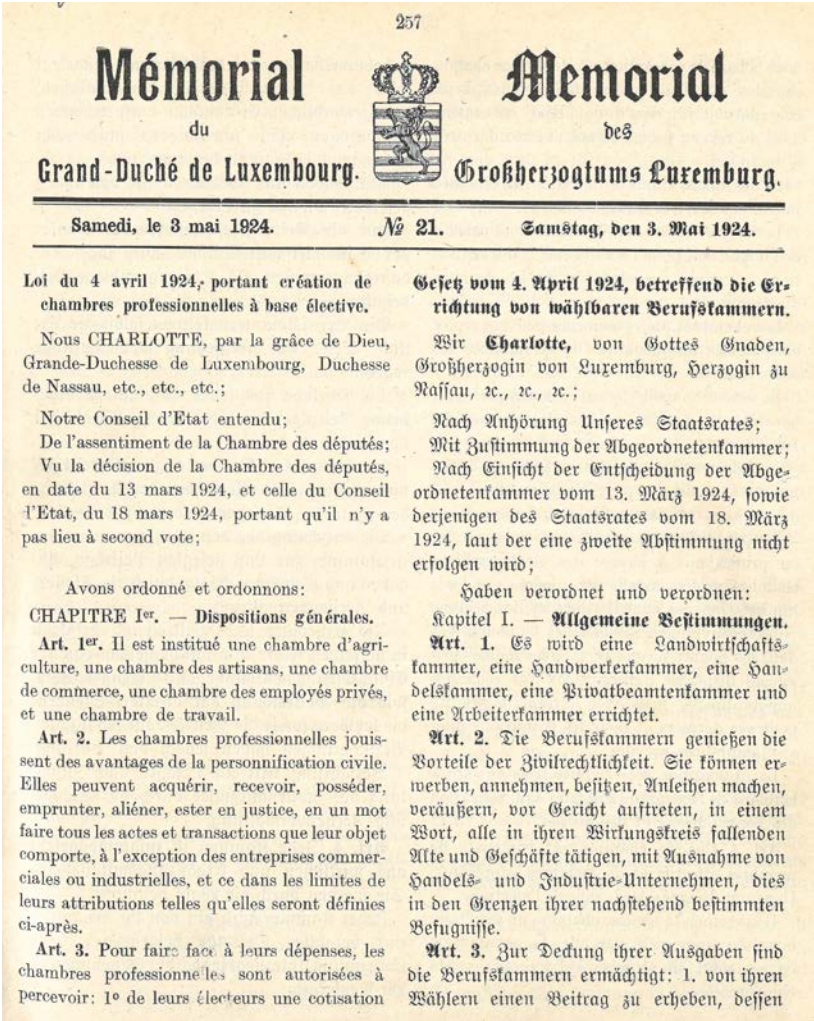 257
Mémorial
du
Grand-Duché de Luxembourg.
Memorial
des
Großherzogtums Luxemburg.
Samedi, le 3 mai 1924.
№ 21.
Samstag, den 3. Mai 1924.
Loi du 4 avril 1924, portant création de
chambres professionnelles à base élective.
Nous CHARLOTTE, par la grâce de Dieu,
Grande-Duchesse de Luxembourg, Duchesse
de Nassau, etc., etc., etc.;
Notre Conseil d'Etat entendu;
De l'assentiment de la Chambre des députés;
Vu la décision de la Chambre des députés,
en date du 13 mars 1924, et celle du Conseil
d'Etat, du 18 mars 1924, portant qu'il n'y a
pas lieu à second vote;
Avons ordonné et ordonnons:
CHAPITRE Ier. — Dispositions générales.
Art. 1er. Il est institué une chambre d'agri-
culture, une chambre des artisans, une chambre
de commerce, une chambre des employés privés,
et une chambre de travail.
Art. 2. Les chambres professionnelles jouis-
sent des avantages de la personnification civile.
Elles peuvent acquérir, recevoir, posséder,
emprunter, aliéner, ester en justice, en un mot
faire tous les actes et transactions que leur objet
comporte, à l'exception des entreprises commer-
ciales ou industrielles, et ce dans les limites de
leurs attributions telles qu'elles seront définies
ci-après.
Art. 3. Pour faire face à leurs dépenses, les
chambres professionnelles sont autorisées à
percevoir: 1º de leurs électeurs une cotisation
Gesetz vom 4. April 1924, betreffend die Er-
richtung von wählbaren Berufskammern.
Wir Charlotte, von Gottes Gnaden,
Großherzogin von Luxemburg, Herzogin zu
Nassau, ꝛc., ꝛc., ꝛc.;
Nach Anhörung Unseres Staatsrates;
Mit Zustimmung der Abgeordnetenkammer;
Nach Einsicht der Entscheidung der Abge-
ordnetenkammer vom 13. März 1924, sowie
derjenigen des Staatsrates vom 18. März
1924, laut der eine zweite Abstimmung nicht
erfolgen wird;
Haben verordnet und verordnen:
Kapitel I. — Allgemeine Bestimmungen.
Art. 1. Es wird eine Landwirtschafts-
kammer, eine Handwerkerkammer, eine Han-
delskammer, eine Privatbeamtenkammer und
eine Arbeiterkammer errichtet.
Art. 2. Die Berufskammern genießen die
Vorteile der Zivilrechtlichkeit. Sie können er-
werben, annehmen, besitzen, Anleihen machen,
veräußern, vor Gericht auftreten, in einem
Wort, alle in ihren Wirkungskreis fallenden
Akte und Geschäfte tätigen, mit Ausnahme von
Handels- und Industrie-Unternehmen, dies
in den Grenzen ihrer nachstehend bestimmten
Befugnisse.
Art. 3. Zur Deckung ihrer Ausgaben sind
die Berufskammern ermächtigt: 1. von ihren
Wählern einen Beitrag zu erheben, dessen